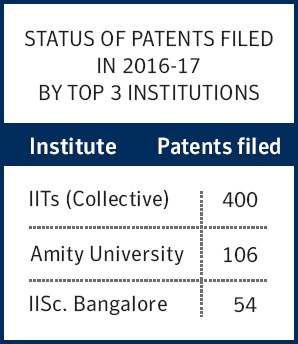 STATUS OF PATENTS FILED
IN 2016-17
BY TOP 3 INSTITUTIONS
Institute Patents filed
IITs (Collective) 400
Amity University 106
IISc. Bangalore 54